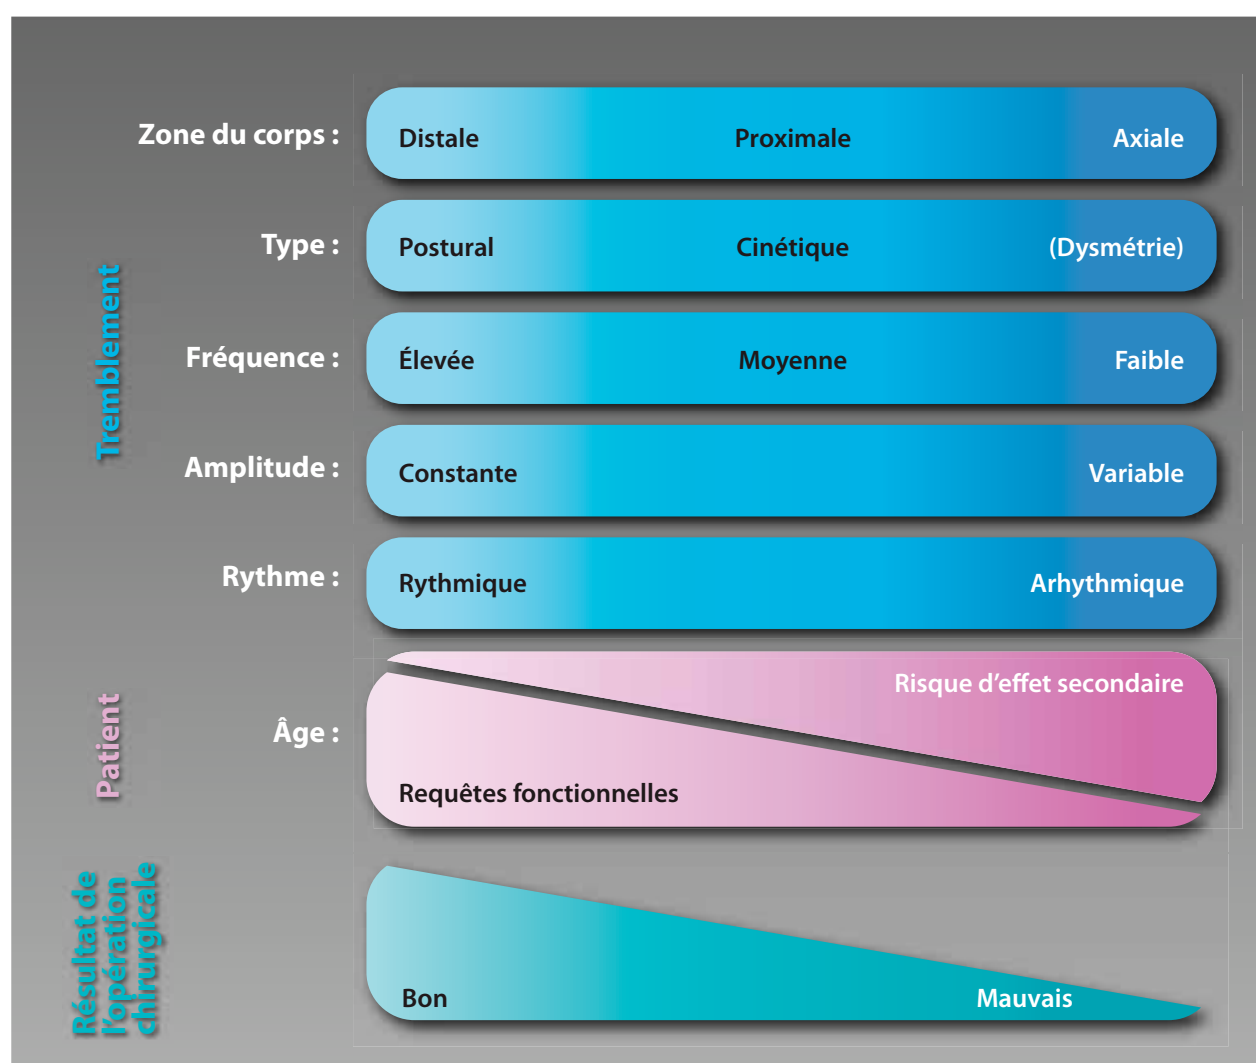 Zone du corps :
Distale
Proximale
Axiale
Tremblement
Type :
Postural
Cinétique
(Dysmétrie)
Fréquence :
Élevée
Moyenne
Faible
Amplitude :
Constante
Variable
Rythme :
Rythmique
Arhythmique
Patient
Âge :
Risque d’effet secondaire
Requêtes fonctionnelles
Résultat de
l’opération
chirurgicale
Bon
Mauvais